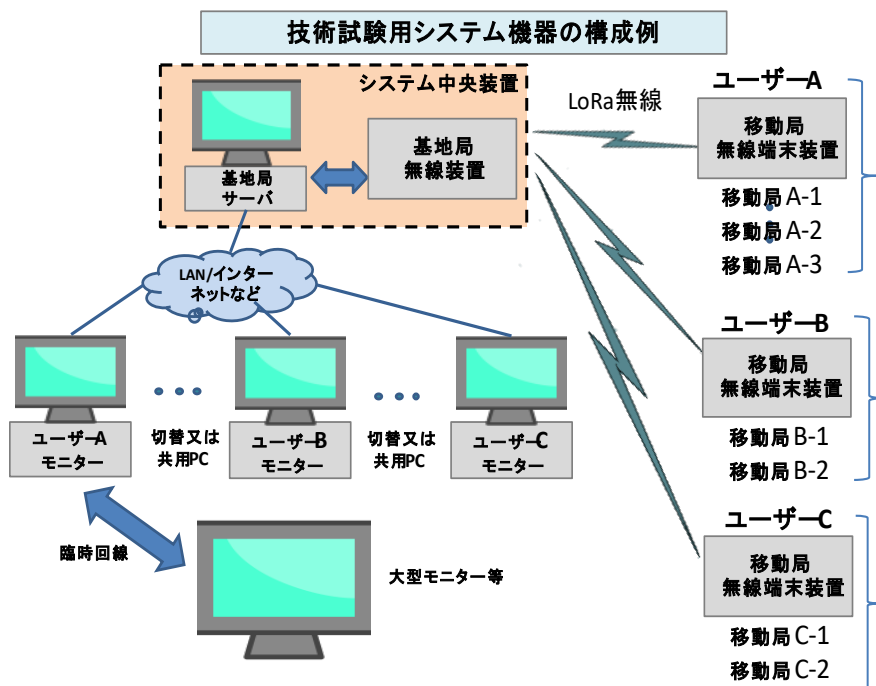 技術試験用システム機器の構成例
システム中央装置
基地局
サーバ
基地局
無線装置
LoRa無線
ユーザーA
移動局
無線端末装置
移動局A-1
移動局A-2
移動局A-3
LAN/インター
ネットなど
ユーザーB
移動局
無線端末装置
移動局B-1
移動局B-2
ユーザーA
モニター
切替又は
共用PC
ユーザーB
モニター
切替又は
共用PC
ユーザーC
モニター
臨時回線
大型モニター等
ユーザーC
移動局
無線端末装置
移動局C-1
移動局C-2